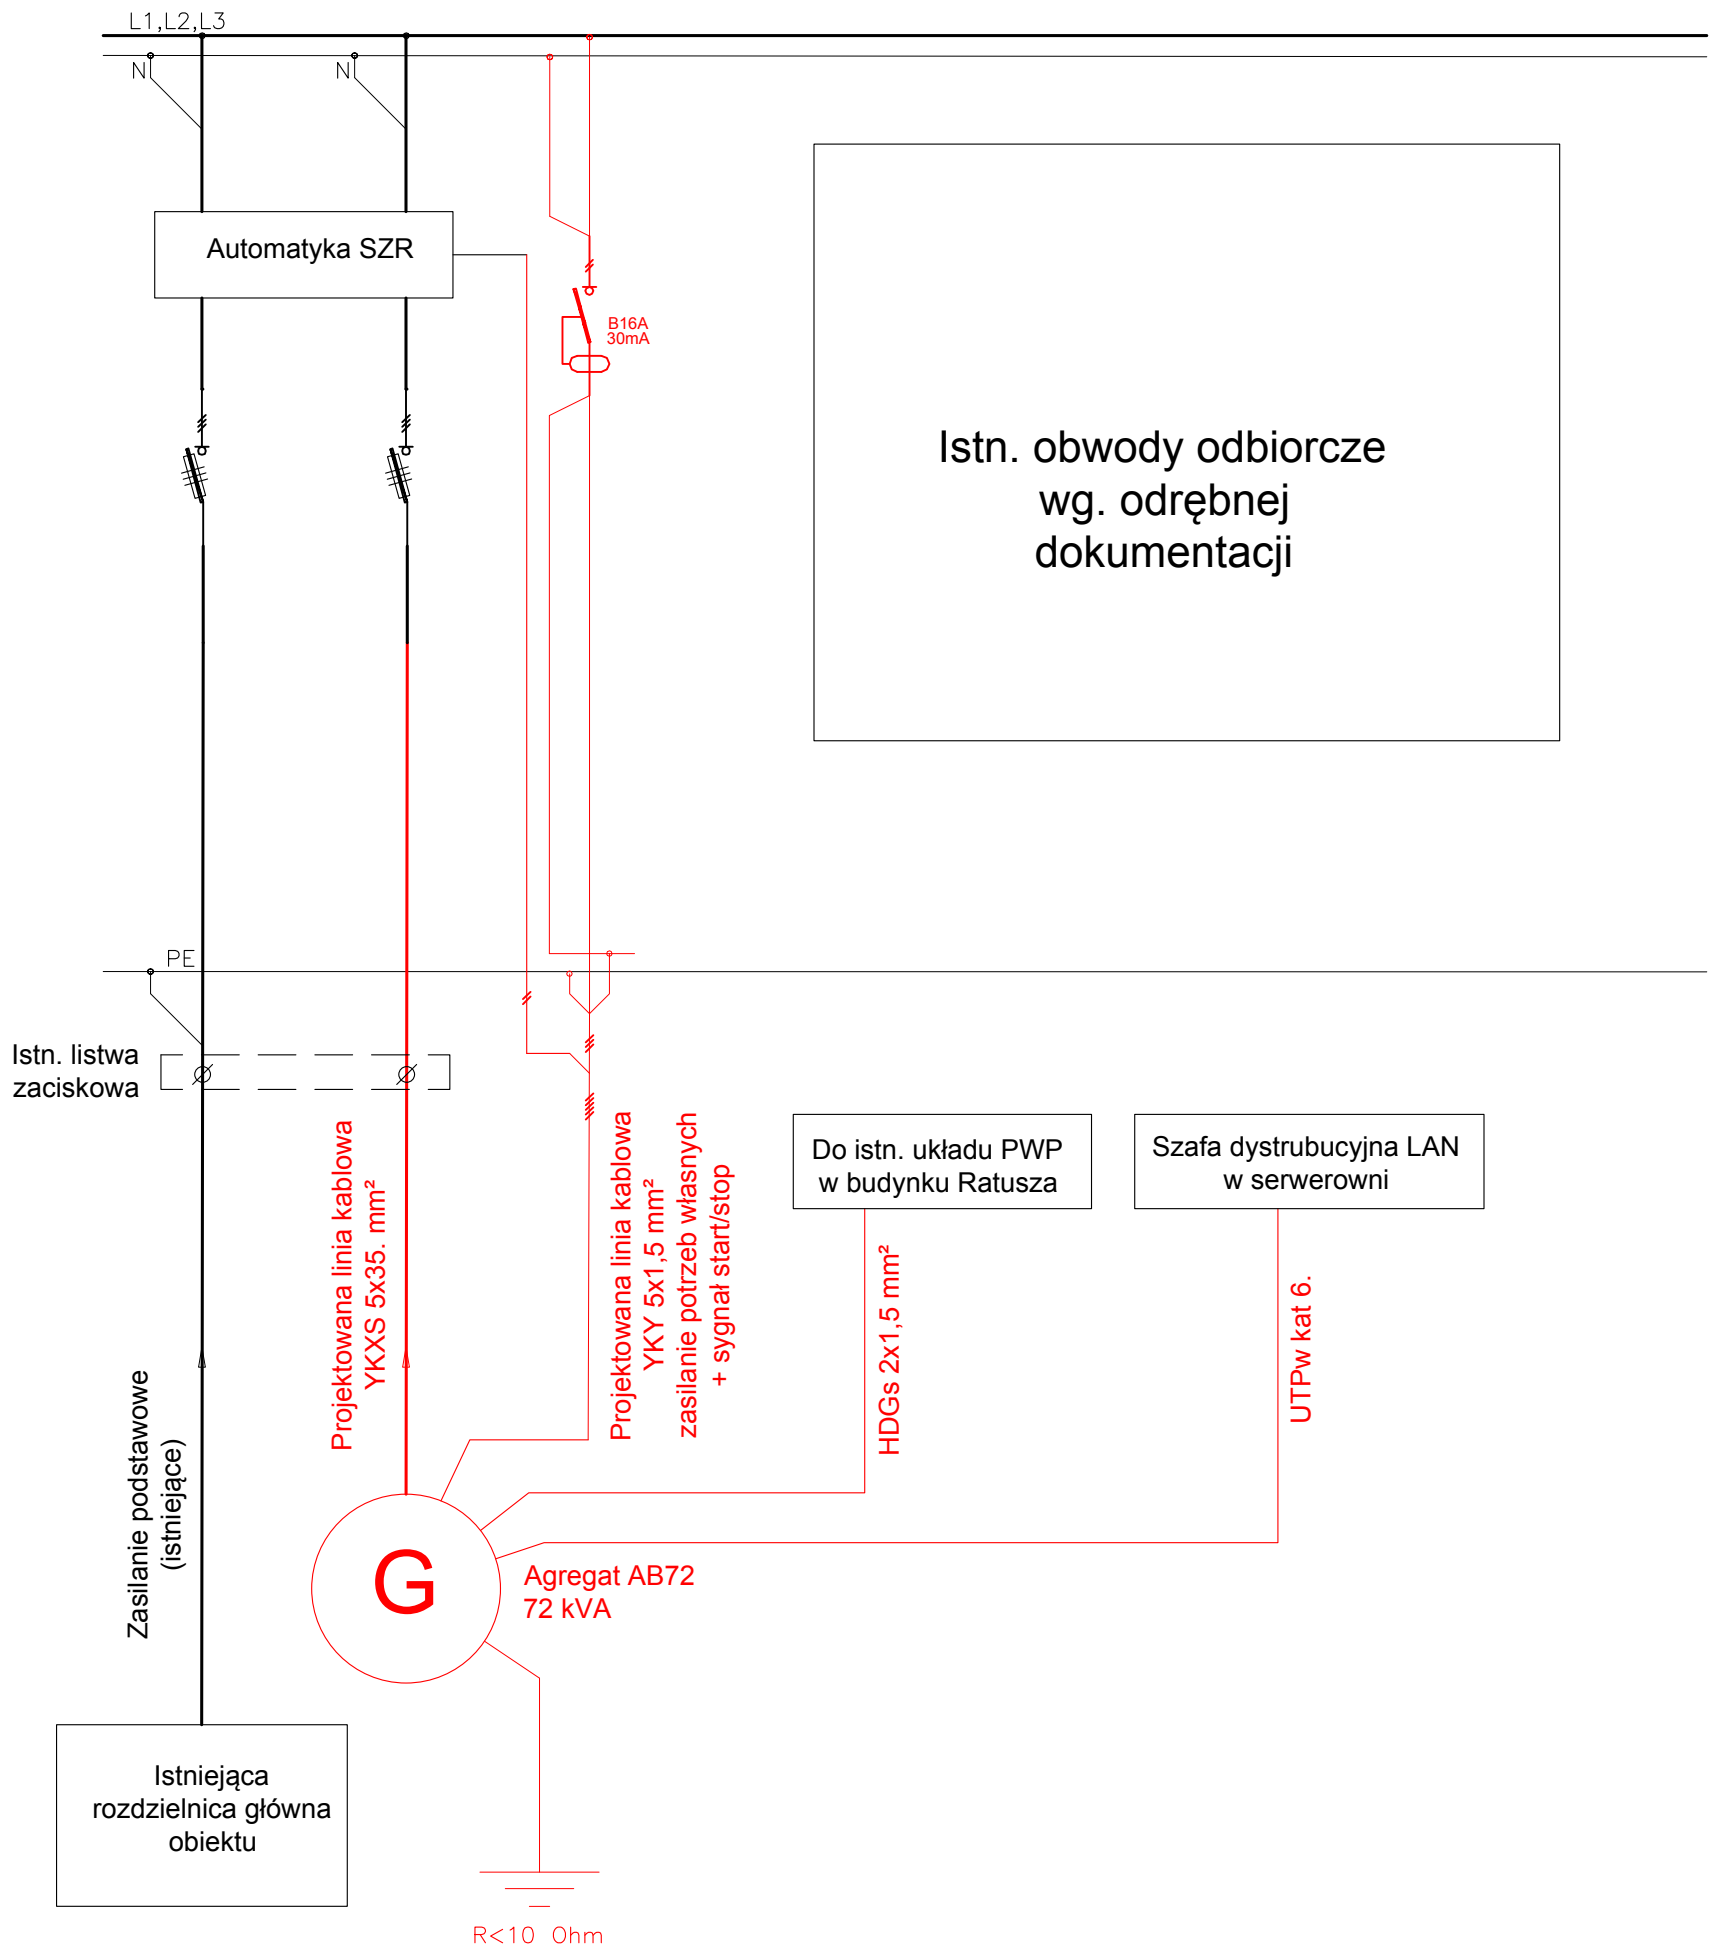 L1,L2,L3
N
N
Automatyka SZR
B16A
30mA
Istn. obwody odbiorcze
wg. odrębnej
dokumentacji
PE
Istn. listwa
zaciskowa
Projektowana linia kablowa
YKXS 5x35. mm²
Projektowana linia kablowa
YKY 5x1,5 mm²
zasilanie potrzeb własnych
+ sygnał start/stop
Do istn. układu PWP
w budynku Ratusza
Szafa dystrubucyjna LAN
w serwerowni
HDGs 2x1,5 mm²
UTPw kat 6.
Zasilanie podstawowe
(istniejące)
G
Agregat AB72
72 kVA
Istniejąca
rozdzielnica główna
obiektu
R<10 Ohm